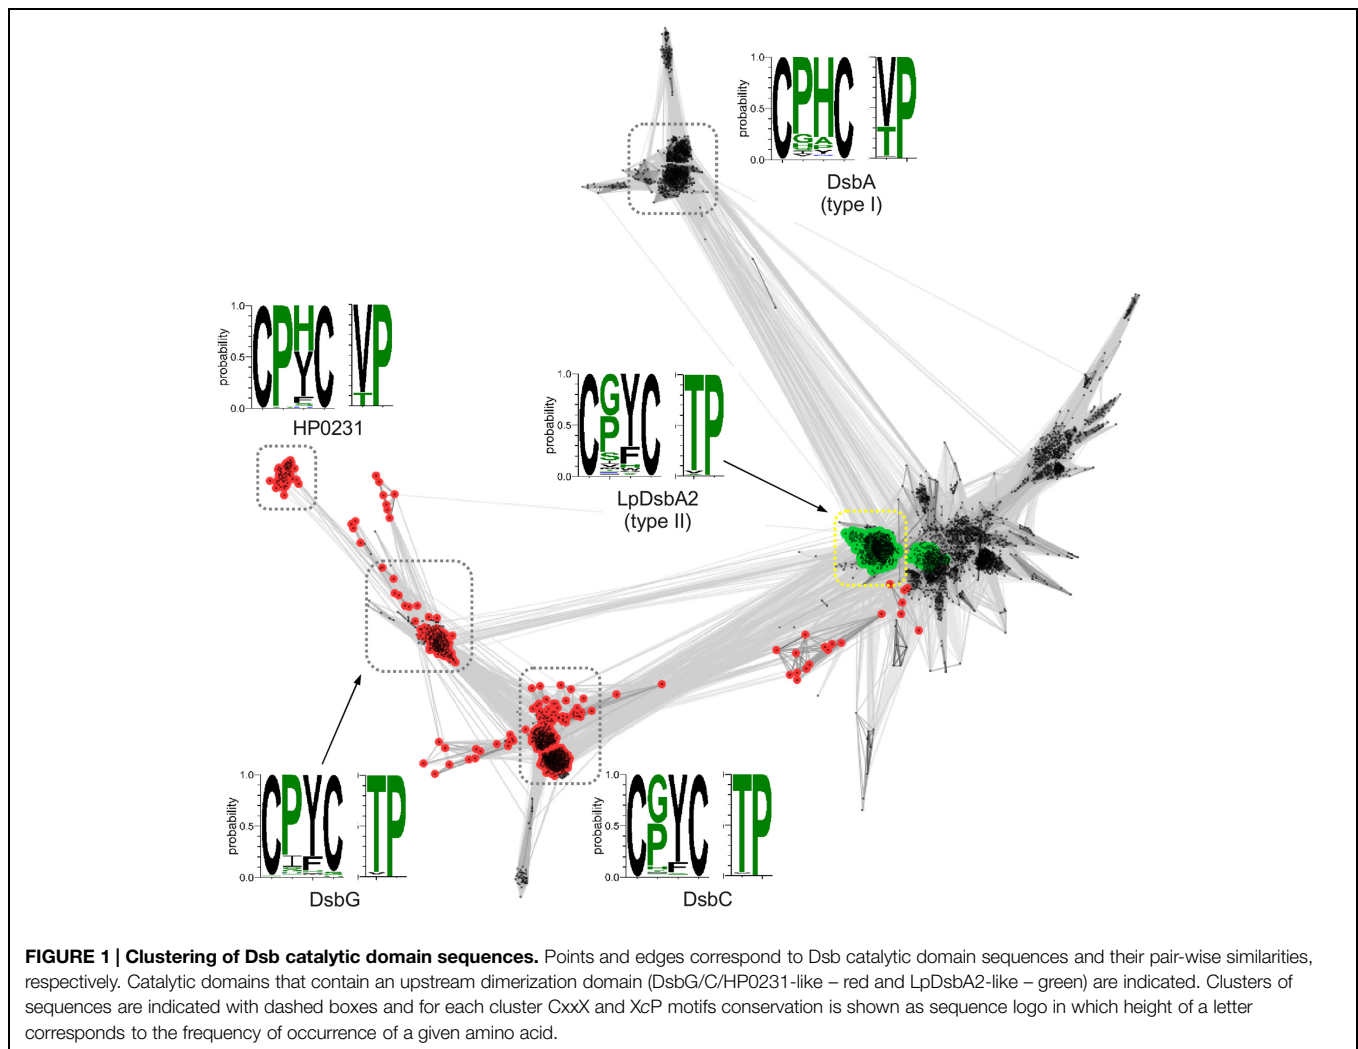 1.0
probability
0.5
0.0
CPHC
VP
T
DsbA
(type I)
1.0
probability
0.5
0.0
CPHC
Y
VP
T
HP0231
1.0
probability
0.5
0.0
CGYC
P
F
S
TP
LpDsbA2
(type II)
1.0
probability
0.5
0.0
CPYC
I
F
TP
DsbG
1.0
probability
0.5
0.0
CGYC
P
F
TP
DsbC
FIGURE 1 | Clustering of Dsb catalytic domain sequences. Points and edges correspond to Dsb catalytic domain sequences and their pair-wise similarities,
respectively. Catalytic domains that contain an upstream dimerization domain (DsbG/C/HP0231-like – red and LpDsbA2-like – green) are indicated. Clusters of
sequences are indicated with dashed boxes and for each cluster CxxX and XcP motifs conservation is shown as sequence logo in which height of a letter
corresponds to the frequency of occurrence of a given amino acid.